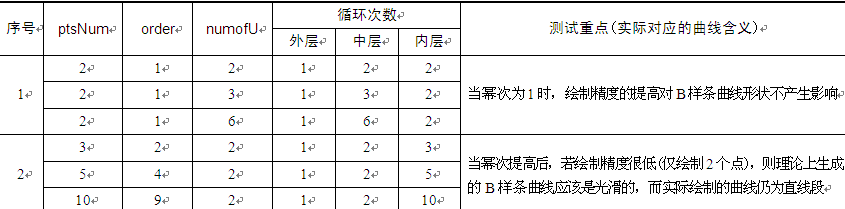 序号 ptsNum order numofU 循环次数 测试重点(实际对应的曲线含义)
外层 中层 内层
1
2 1 2 1 2 2
2 1 3 1 3 2
2 1 6 1 6 2
当幂次为1时，绘制精度的提高对B样条曲线形状不产生影响
2
3 2 2 1 2 3
5 4 2 1 2 5
10 9 2 1 2 10
当幂次提高后，若绘制精度很低(仅绘制2个点)，则理论上生成
的B样条曲线应该是光滑的，而实际绘制的曲线仍为直线段